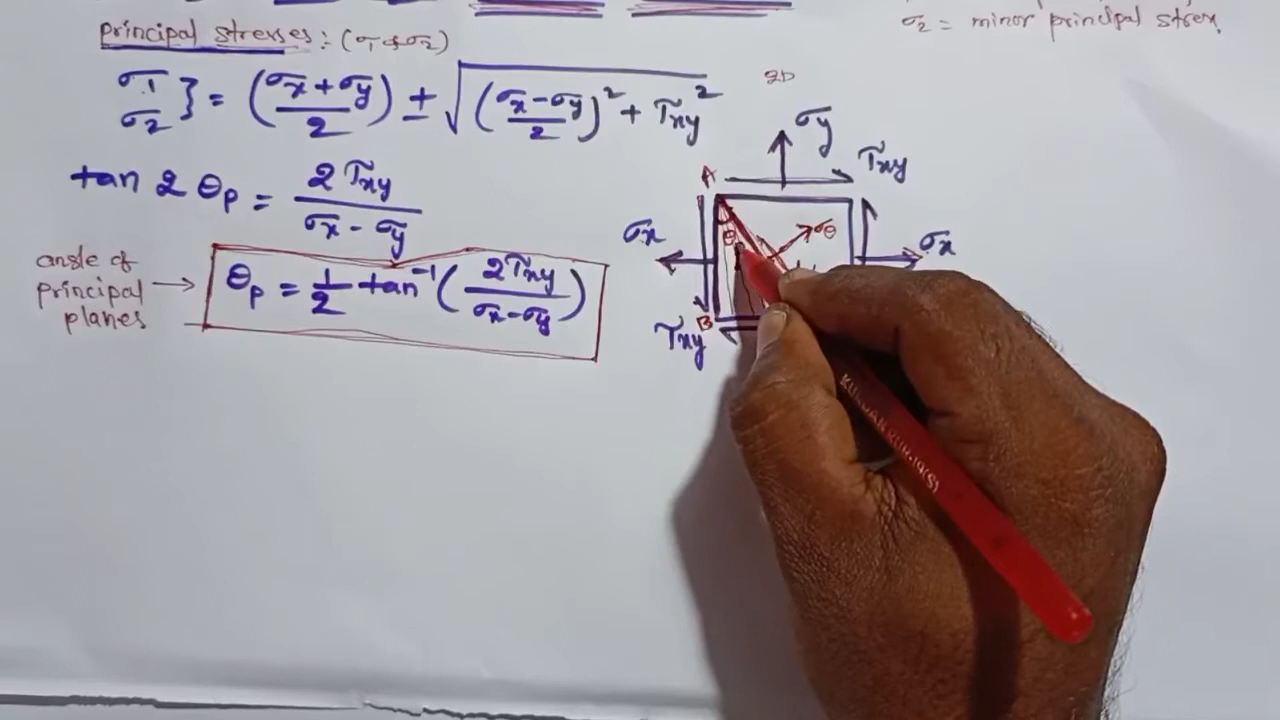 σ₂ = minor principal stress.
principal stresses :- (σ₁ & σ₂)
σ₁ σ₂ } = (σx + σy / 2) ± √((σx - σy / 2)² + τxy²)
2D
tan 2θp = 2τxy / σx - σy
angle of principal planes → θp = 1/2 tan⁻¹ (2τxy / σx - σy)
σy
τxy
A
σx
θ
σθ
σx
B
τxy
KUMAR